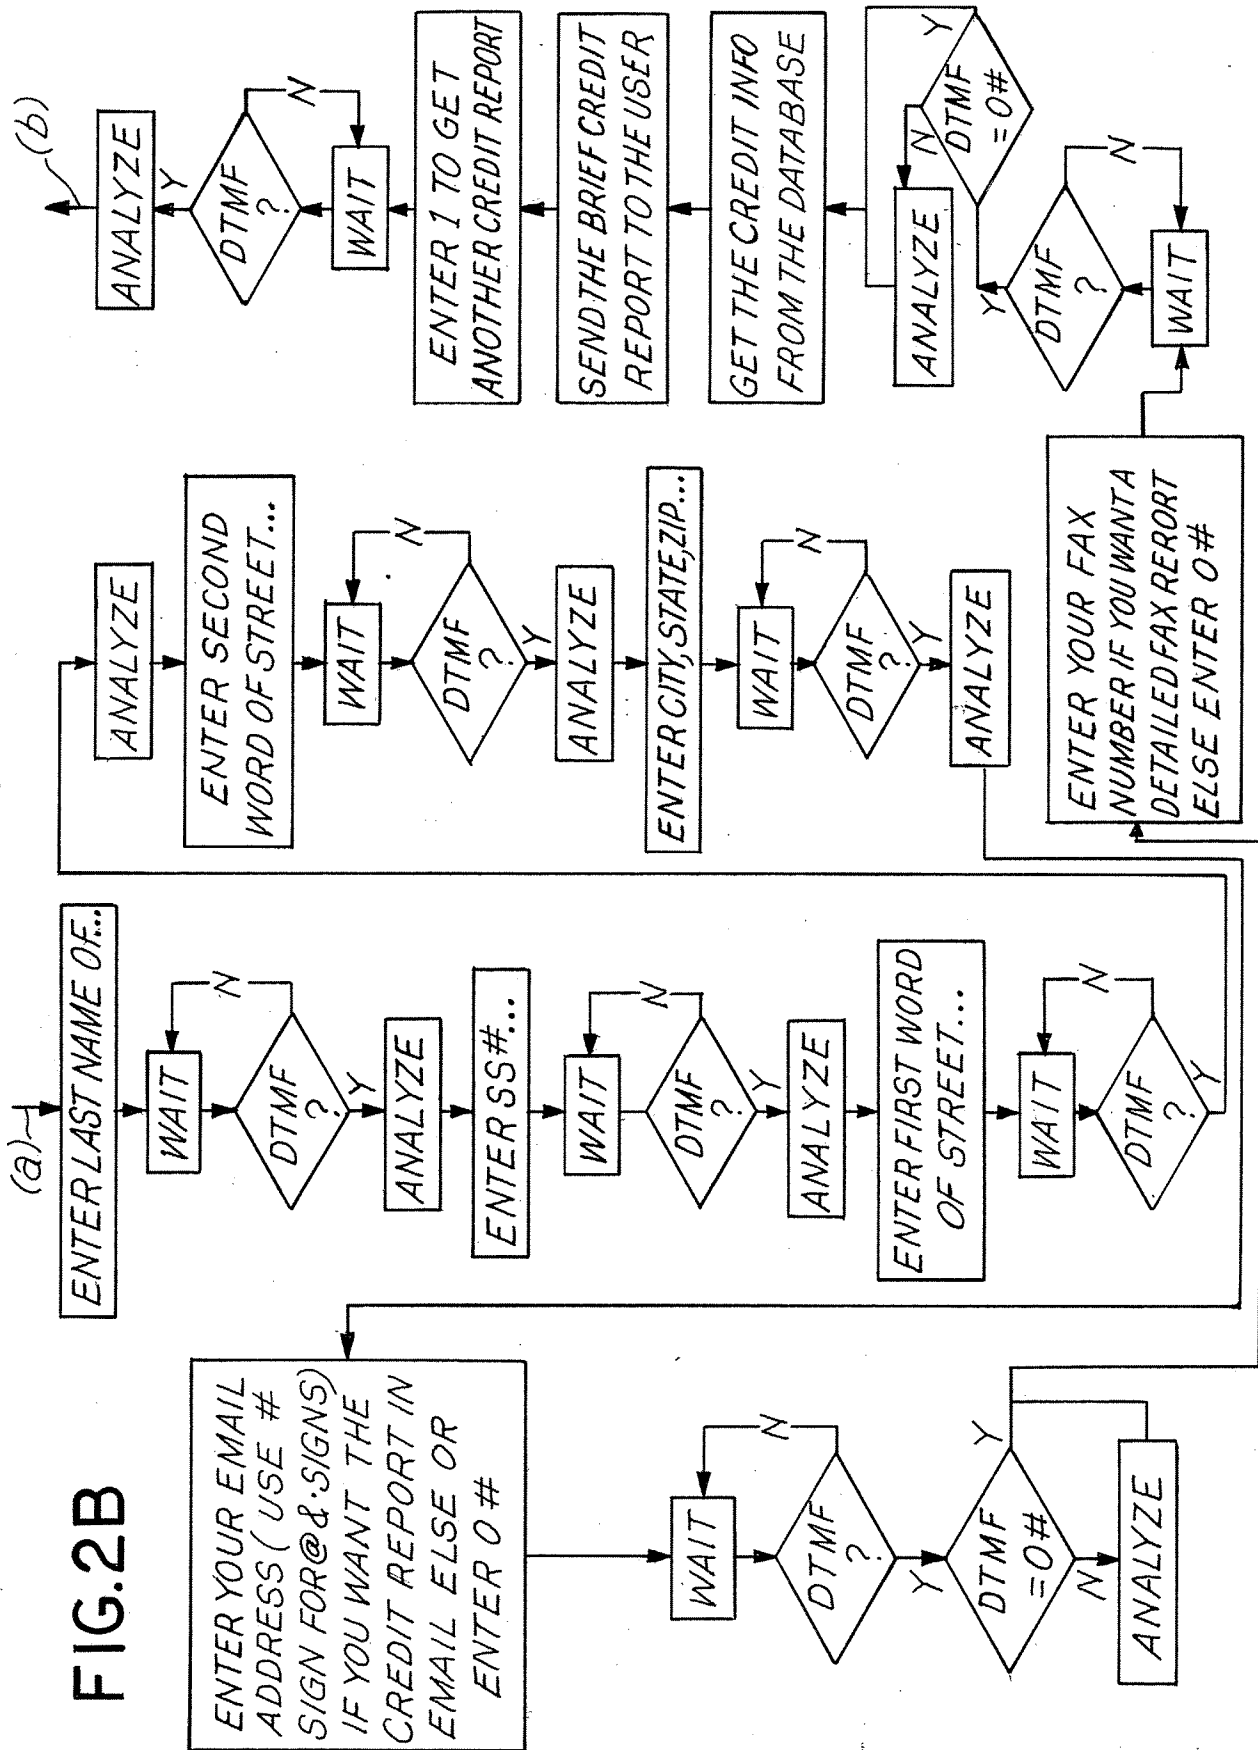 FIG.2B
(a)
ENTER LAST NAME OF...
WAIT
N
DTMF
?
Y
ANALYZE
ENTER SS#...
WAIT
N
DTMF
?
Y
ANALYZE
ENTER FIRST WORD
OF STREET...
WAIT
N
DTMF
?
Y
ANALYZE
ENTER SECOND
WORD OF STREET...
WAIT
N
DTMF
?
Y
ANALYZE
ENTER CITY,STATE,ZIP...
WAIT
N
DTMF
?
Y
ANALYZE
ENTER YOUR EMAIL
ADDRESS ( USE #
SIGN FOR@&.SIGNS)
IF YOU WANT THE
CREDIT REPORT IN
EMAIL ELSE OR
ENTER 0#
WAIT
N
DTMF
?
Y
DTMF
=0#
Y
N
ANALYZE
ENTER YOUR FAX
NUMBER IF YOU WANT A
DETAILED FAX RERORT
ELSE ENTER 0#
WAIT
N
DTMF
?
Y
DTMF
=0#
Y
N
ANALYZE
GET THE CREDIT INFO
FROM THE DATABASE
SEND THE BRIEF CREDIT
REPORT TO THE USER
ENTER 1 TO GET
ANOTHER CREDIT REPORT
WAIT
N
DTMF
?
Y
ANALYZE
(b)